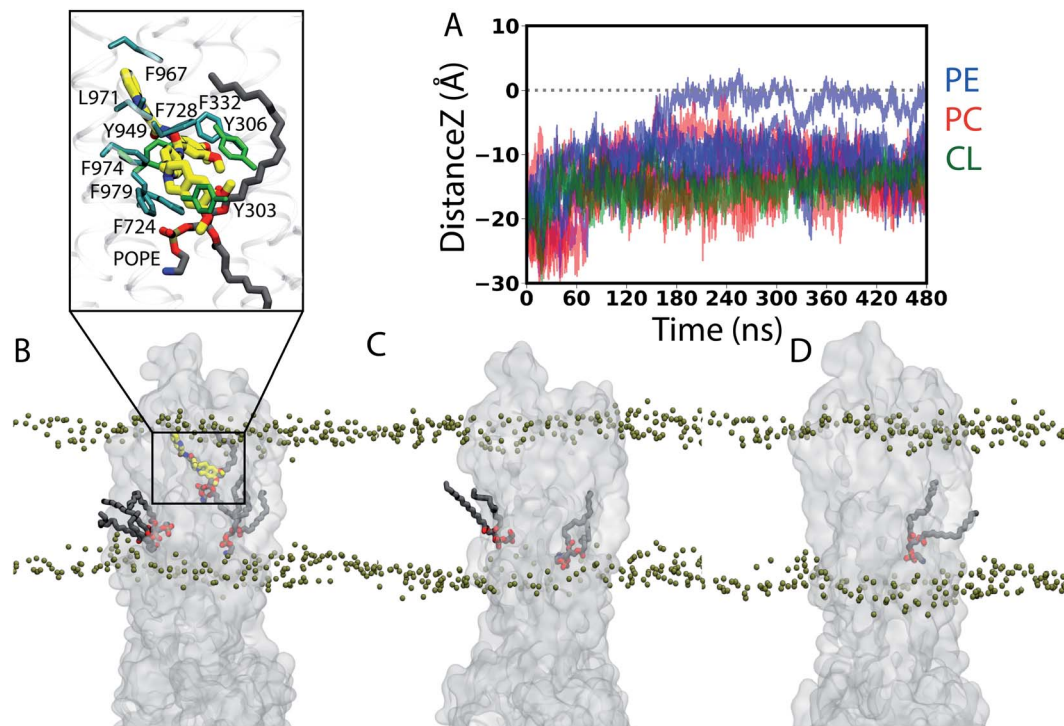 F967
L971
F728 F332
Y949
Y306
F974
F979
Y303
F724
POPE
A
10
0
−10
−20
−30
DistanceZ (Å)
0 60 120 180 240 300 360 420 480
Time (ns)
PE
PC
CL
B
C
D